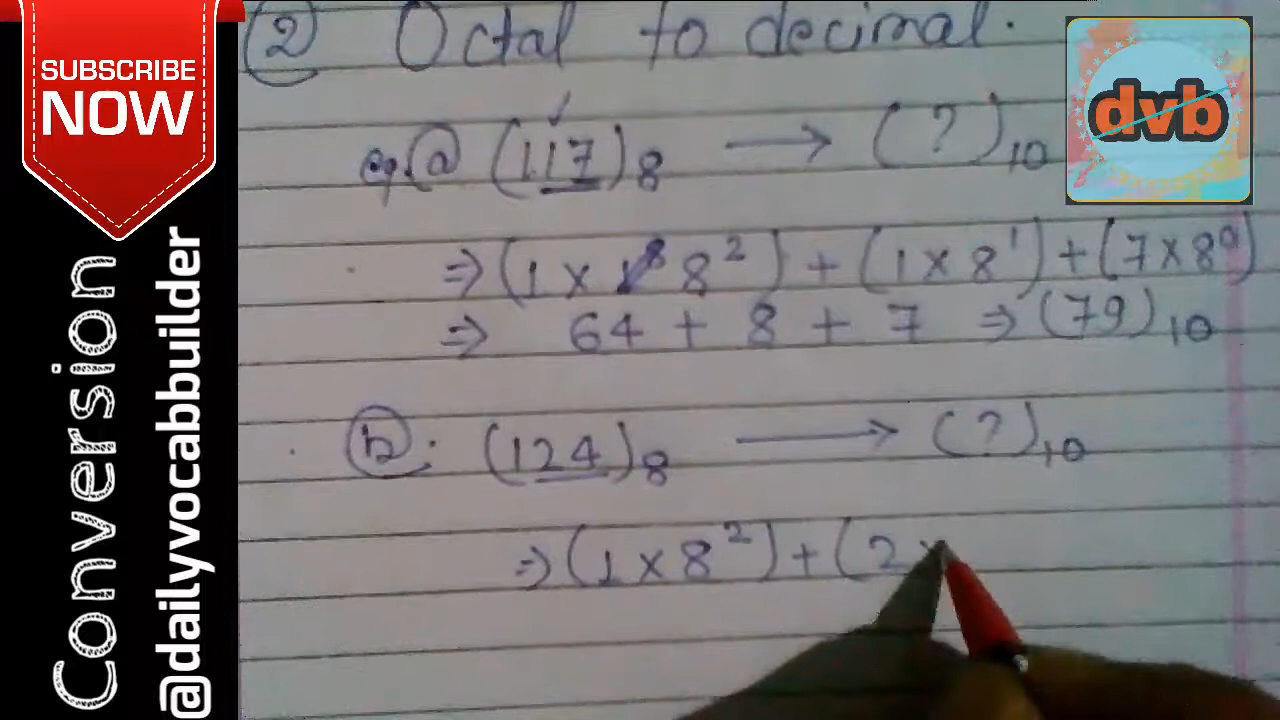 SUBSCRIBE
NOW
Conversion
@dailyvocabbuilder
dvb
(2) Octal to decimal.
eg (a) (117)8 → (?)10
⇒ (1 × 8²) + (1 × 8¹) + (7 × 8⁰)
⇒ 64 + 8 + 7 ⇒ (79)10
(b). (124)8 → (?)10
⇒ (1 × 8²) + (2 ×